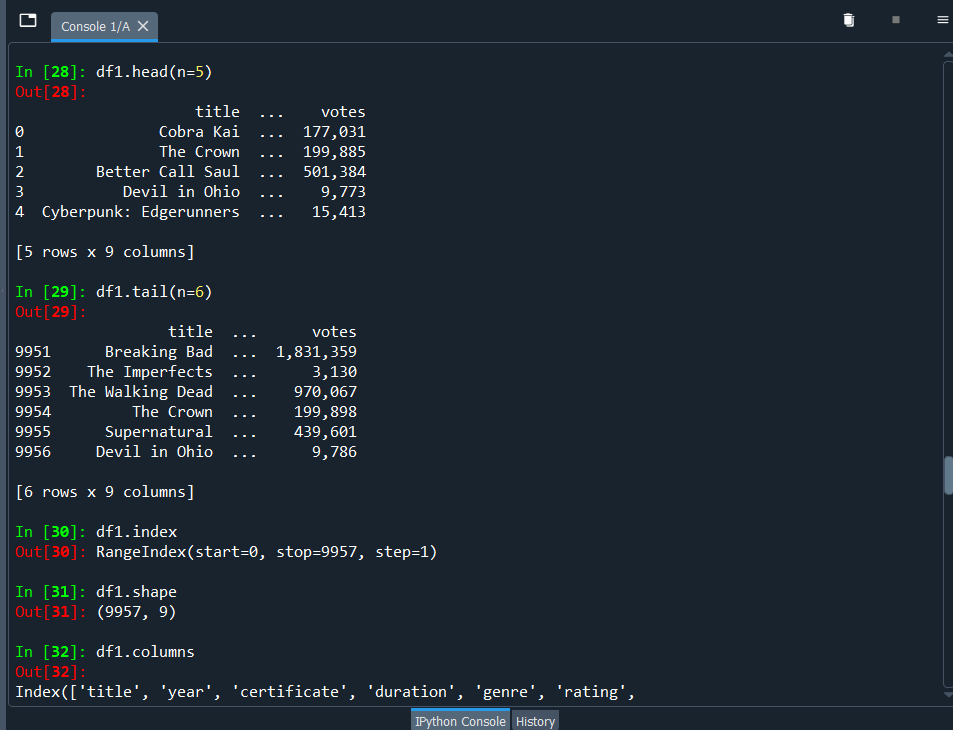 Console 1/A
In [28]: df1.head(n=5)
Out[28]:
title ... votes
0 Cobra Kai ... 177,031
1 The Crown ... 199,885
2 Better Call Saul ... 501,384
3 Devil in Ohio ... 9,773
4 Cyberpunk: Edgerunners ... 15,413
[5 rows x 9 columns]
In [29]: df1.tail(n=6)
Out[29]:
title ... votes
9951 Breaking Bad ... 1,831,359
9952 The Imperfects ... 3,130
9953 The Walking Dead ... 970,067
9954 The Crown ... 199,898
9955 Supernatural ... 439,601
9956 Devil in Ohio ... 9,786
[6 rows x 9 columns]
In [30]: df1.index
Out[30]: RangeIndex(start=0, stop=9957, step=1)
In [31]: df1.shape
Out[31]: (9957, 9)
In [32]: df1.columns
Out[32]:
Index(['title', 'year', 'certificate', 'duration', 'genre', 'rating',
IPython Console History